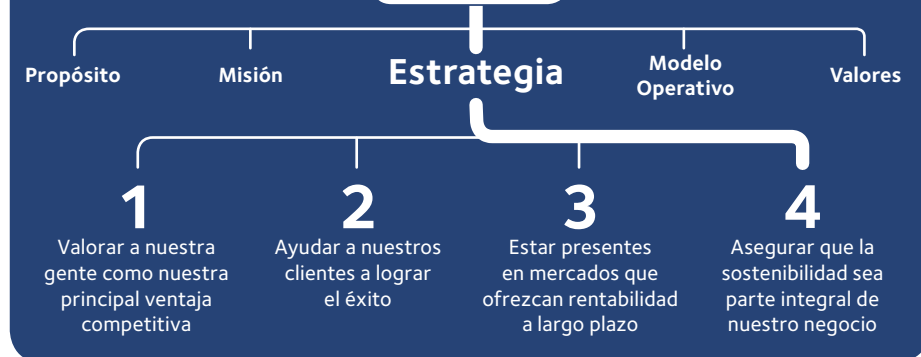 Propósito
Misión
Estrategia
Modelo
Operativo
Valores
1
Valorar a nuestra
gente como nuestra
principal ventaja
competitiva
2
Ayudar a nuestros
clientes a lograr
el éxito
3
Estar presentes
en mercados que
ofrezcan rentabilidad
a largo plazo
4
Asegurar que la
sostenibilidad sea
parte integral de
nuestro negocio